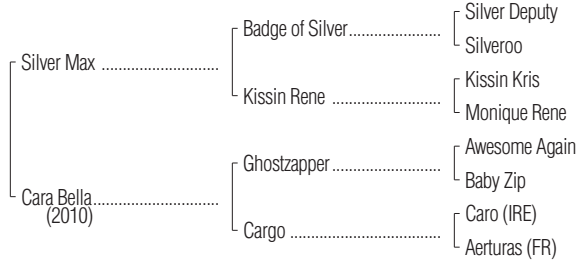 Silver Deputy
Badge of Silver......................
Silveroo
Silver Max ...........................
Kissin Kris
Kissin Rene ..........................
Monique Rene
Awesome Again
Ghostzapper..........................
Baby Zip
Cara Bella..............................
(2010)
Caro (IRE)
Cargo ....................................
Aerturas (FR)